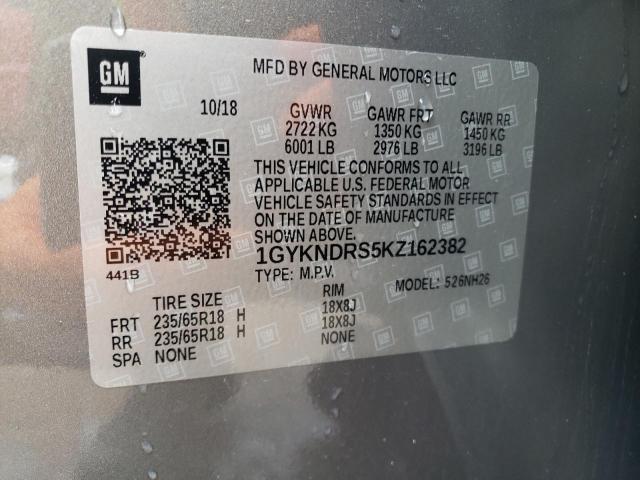 GM
MFD BY GENERAL MOTORS LLC
10/18 GVWR GAWR FRT GAWR RR
2722 KG 1350 KG 1450 KG
6001 LB 2976 LB 3196 LB
THIS VEHICLE CONFORMS TO ALL
APPLICABLE U.S. FEDERAL MOTOR
VEHICLE SAFETY STANDARDS IN EFFECT
ON THE DATE OF MANUFACTURE
SHOWN ABOVE.
1GYKNDRS5KZ162382
441B TYPE: M.P.V. MODEL: 526NH26
TIRE SIZE RIM
FRT 235/65R18 H 18X8J
RR 235/65R18 H 18X8J
SPA NONE NONE